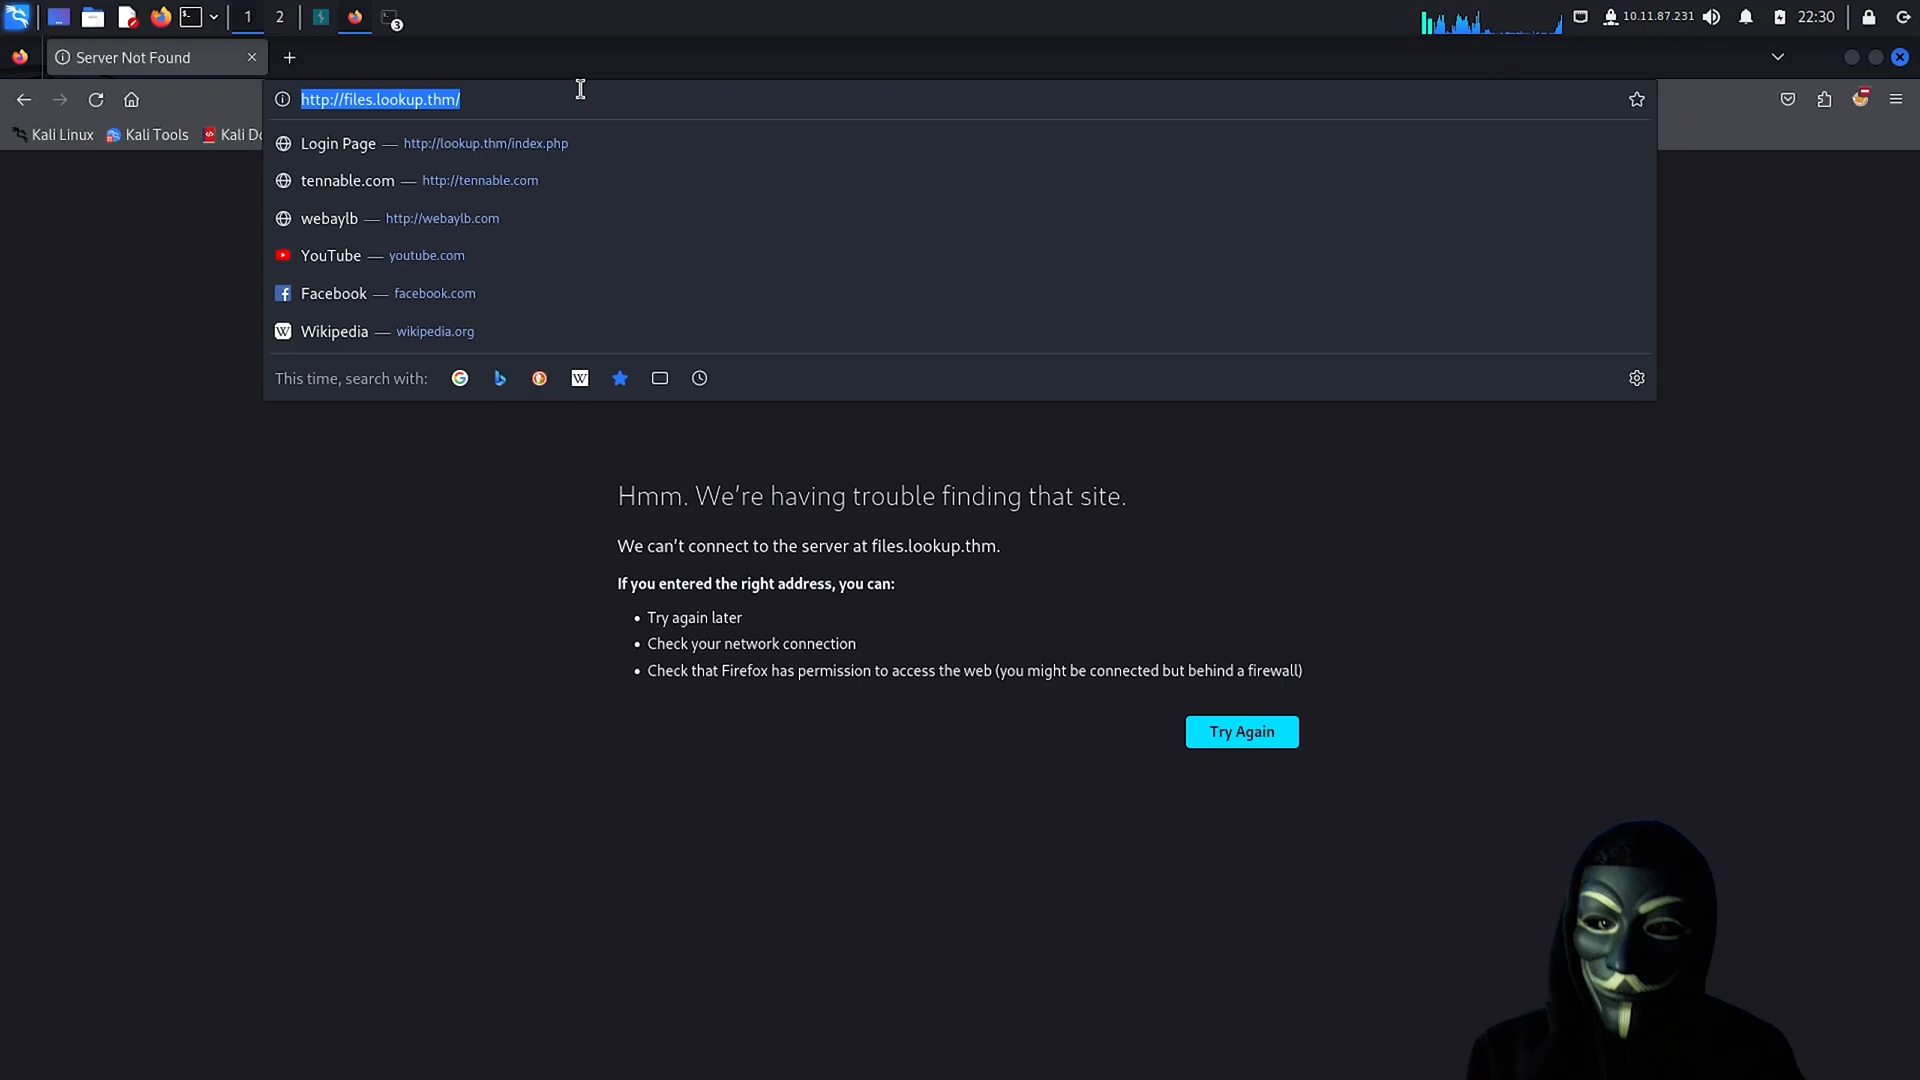 1
2
3
10.11.87.231
22:30
Server Not Found
http://files.lookup.thm/
Kali Linux
Kali Tools
Kali Do
Login Page — http://lookup.thm/index.php
tennable.com — http://tennable.com
webaylb — http://webaylb.com
YouTube — youtube.com
Facebook — facebook.com
Wikipedia — wikipedia.org
This time, search with:
Hmm. We're having trouble finding that site.
We can't connect to the server at files.lookup.thm.
If you entered the right address, you can:
• Try again later
• Check your network connection
• Check that Firefox has permission to access the web (you might be connected but behind a firewall)
Try Again